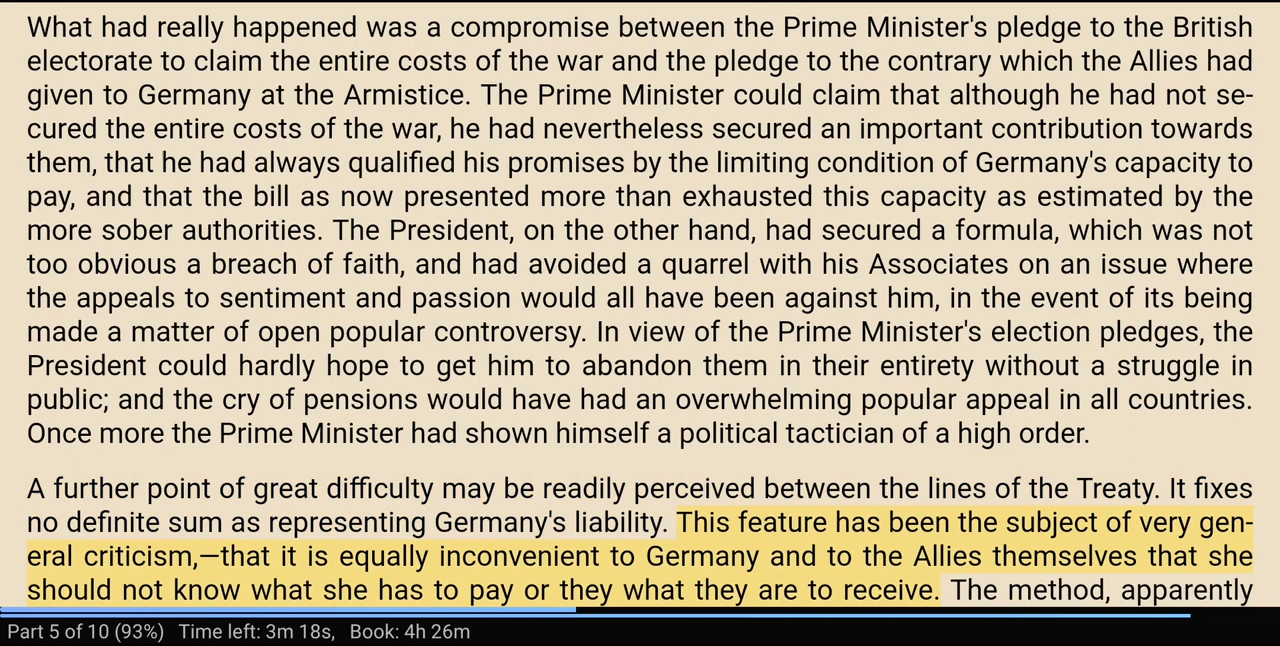 What had really happened was a compromise between the Prime Minister's pledge to the British
electorate to claim the entire costs of the war and the pledge to the contrary which the Allies had
given to Germany at the Armistice. The Prime Minister could claim that although he had not se-
cured the entire costs of the war, he had nevertheless secured an important contribution towards
them, that he had always qualified his promises by the limiting condition of Germany's capacity to
pay, and that the bill as now presented more than exhausted this capacity as estimated by the
more sober authorities. The President, on the other hand, had secured a formula, which was not
too obvious a breach of faith, and had avoided a quarrel with his Associates on an issue where
the appeals to sentiment and passion would all have been against him, in the event of its being
made a matter of open popular controversy. In view of the Prime Minister's election pledges, the
President could hardly hope to get him to abandon them in their entirety without a struggle in
public; and the cry of pensions would have had an overwhelming popular appeal in all countries.
Once more the Prime Minister had shown himself a political tactician of a high order.
A further point of great difficulty may be readily perceived between the lines of the Treaty. It fixes
no definite sum as representing Germany's liability. This feature has been the subject of very gen-
eral criticism,—that it is equally inconvenient to Germany and to the Allies themselves that she
should not know what she has to pay or they what they are to receive. The method, apparently
Part 5 of 10 (93%) Time left: 3m 18s, Book: 4h 26m